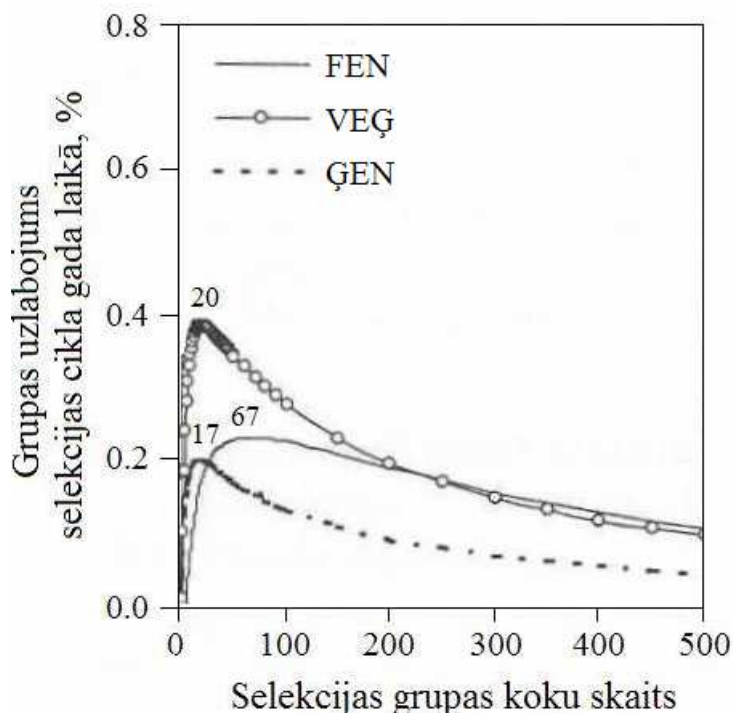 Grupas uzlabojums
selekcijas cikla gada laikā, %
0.8
0.6
0.4
0.2
0.0
FEN
VEĢ
ĢEN
20
17
67
0
100
200
300
400
500
Selekcijas grupas koku skaits